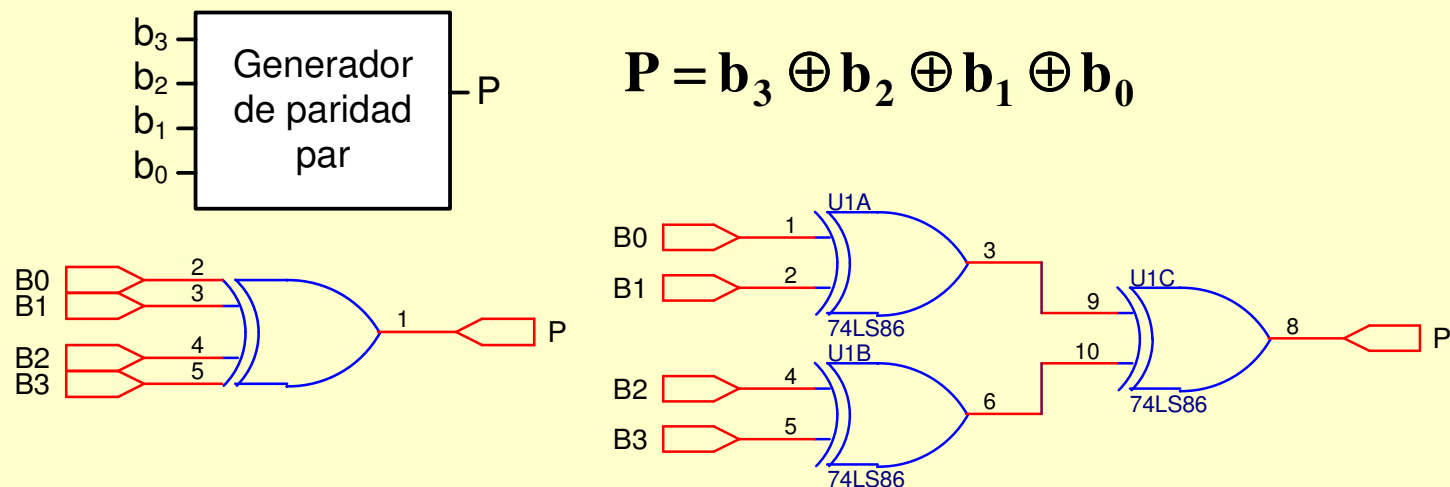 b₃
b₂
b₁
b₀
Generador
de paridad
par
P
P = b₃ ⊕ b₂ ⊕ b₁ ⊕ b₀
B0
B1
B2
B3
2
3
4
5
1
P
B0
B1
1
2
U1A
3
74LS86
B2
B3
4
5
U1B
6
74LS86
9
10
U1C
8
74LS86
P